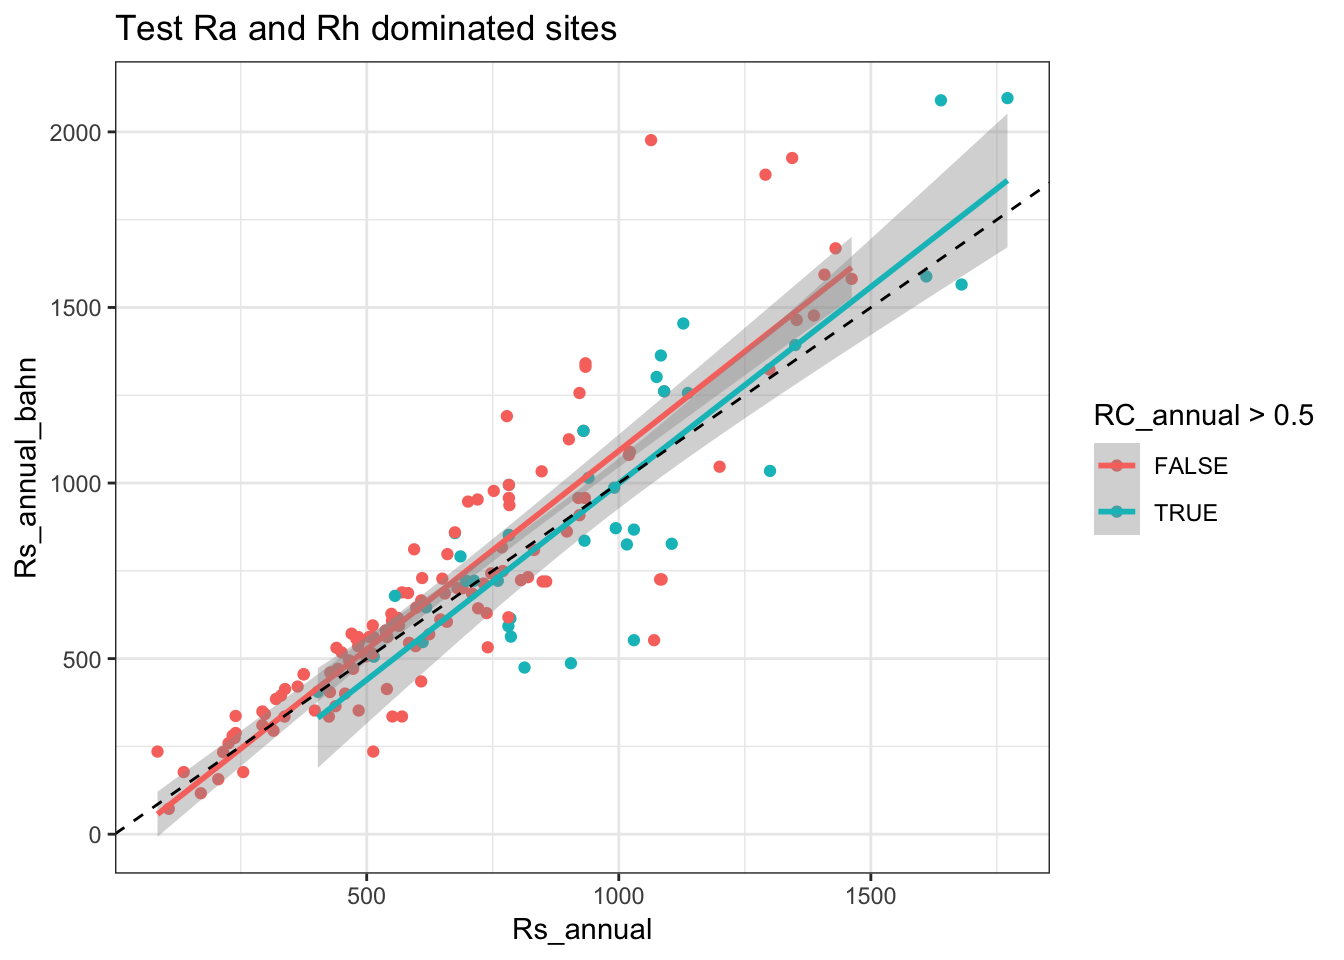 Test Ra and Rh dominated sites
2000
1500
1000
500
0
Rs_annual_bahn
500 1000 1500
Rs_annual
RC_annual > 0.5
FALSE
TRUE